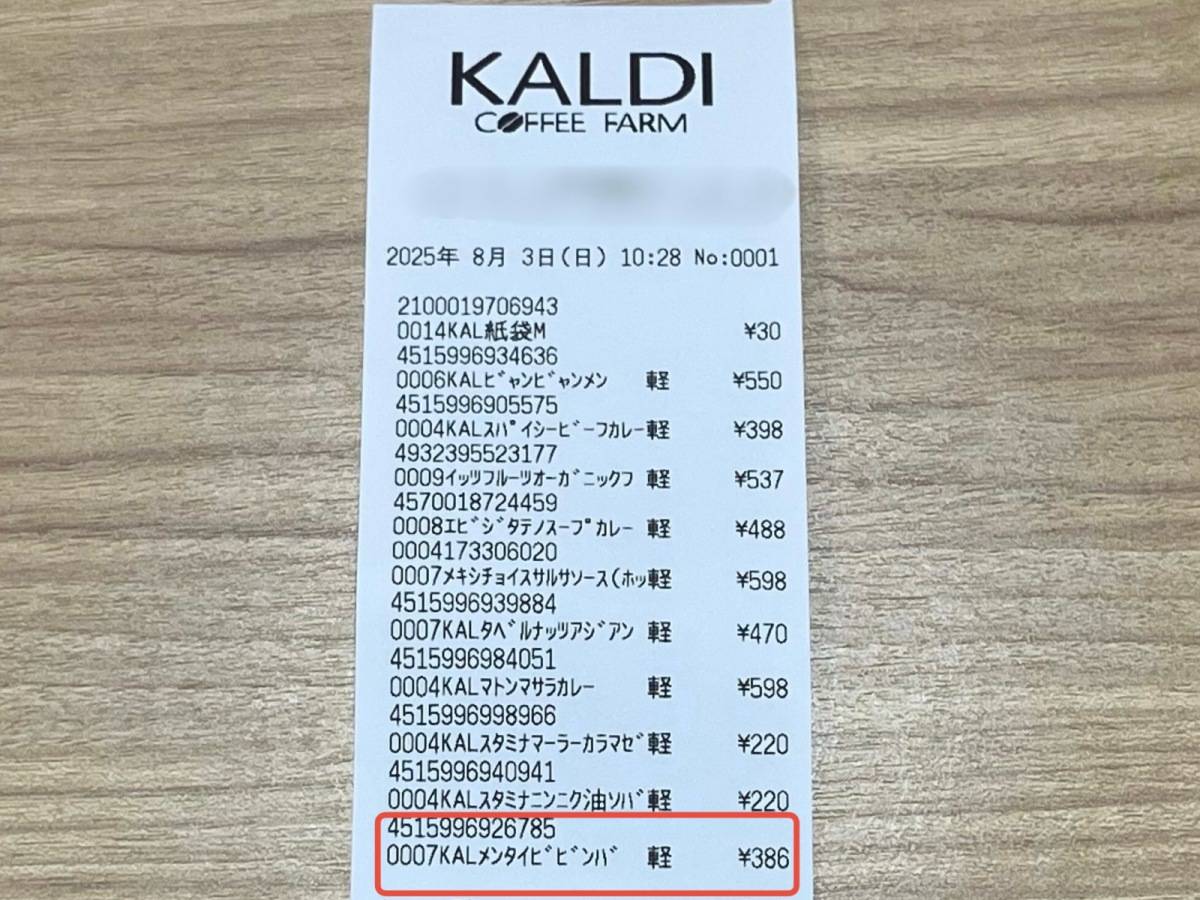 KALDI
COFFEE FARM
2025年 8月 3日(日) 10:28 No:0001
2100019706943
0014KAL紙袋M ¥30
4515996934636
0006KALビャンビャンメン 軽 ¥550
4515996905575
0004KALスパイシービーフカレー軽 ¥398
4932395523177
0009イッツフルーツオーガニックフ 軽 ¥537
4570018724459
0008エビジタテノスープカレー 軽 ¥488
0004173306020
0007メキシチョイスサルサソース(ホッ軽 ¥598
4515996939884
0007KALタベルナッツアジアン 軽 ¥470
4515996984051
0004KALマトンマサラカレー 軽 ¥598
4515996998966
0004KALスタミナマーラーカラマゼ軽 ¥220
4515996940941
0004KALスタミナニンニク油ソバ軽 ¥220
4515996926785
0007KALメンタイビビンバ 軽 ¥386